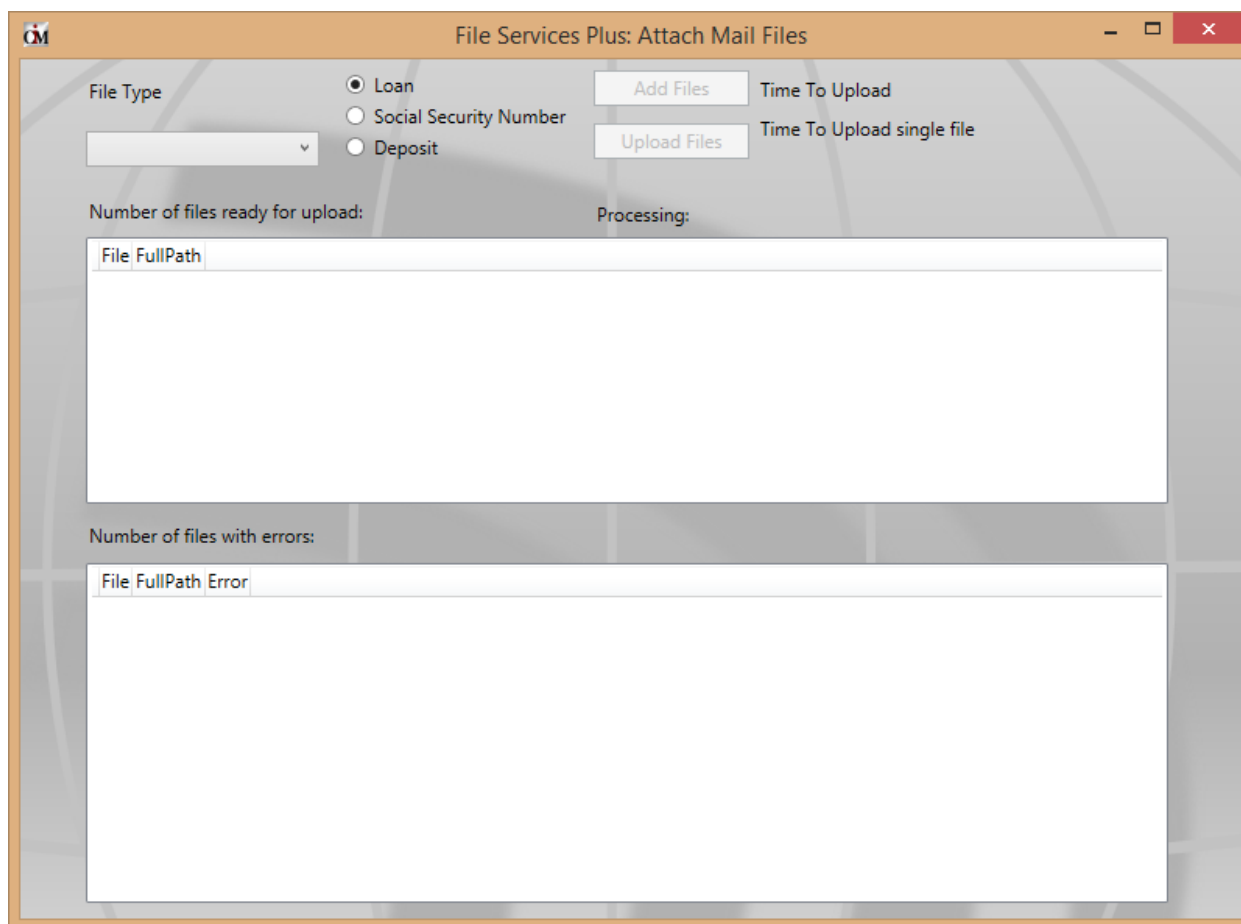 File Services Plus: Attach Mail Files
File Type
Loan
Social Security Number
Deposit
Add Files
Time To Upload
Upload Files
Time To Upload single file
Number of files ready for upload:
Processing:
File FullPath
Number of files with errors:
File FullPath Error